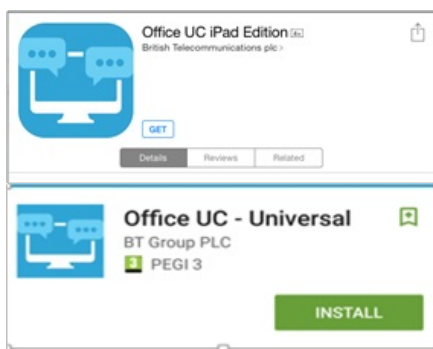 Office UC iPad Edition 4+
British Telecommunications plc >
GET
Details Reviews Related
Office UC - Universal
BT Group PLC
3 PEGI 3
INSTALL